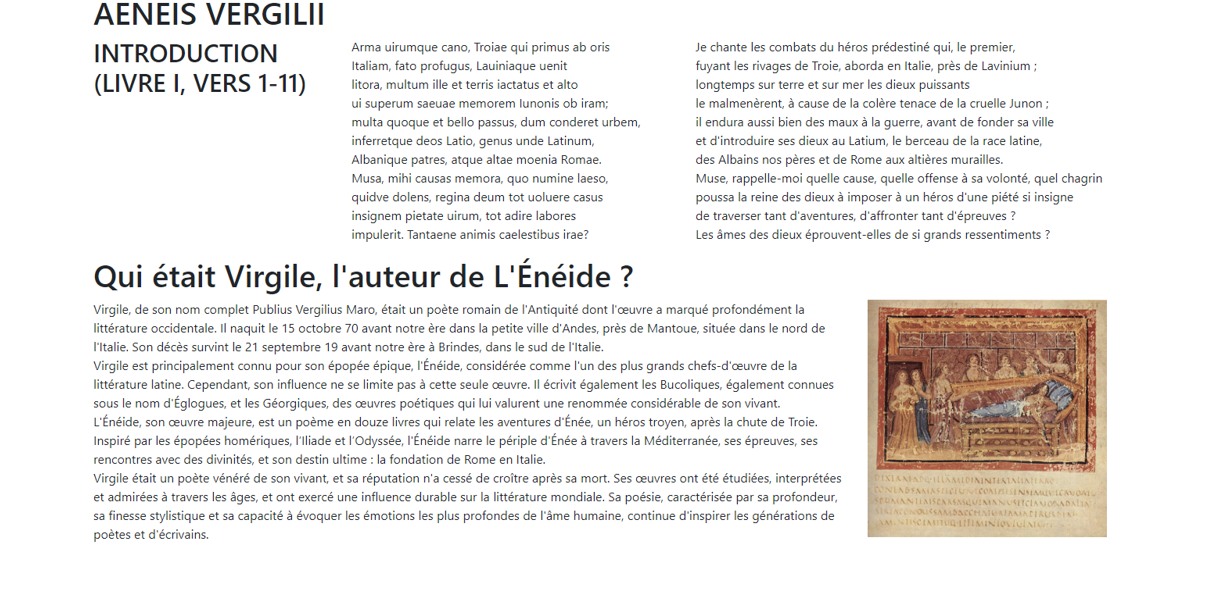 AENEIS VERGILII
INTRODUCTION
(LIVRE I, VERS 1-11)
Arma uirumque cano, Troiae qui primus ab oris
Italiam, fato profugus, Lauiniaque uenit
litora, multum ille et terris iactatus et alto
ui superum saeuae memorem Iunonis ob iram;
multa quoque et bello passus, dum conderet urbem,
inferretque deos Latio, genus unde Latinum,
Albanique patres, atque altae moenia Romae.
Musa, mihi causas memora, quo numine laeso,
quidve dolens, regina deum tot uoluere casus
insignem pietate uirum, tot adire labores
impulerit. Tantaene animis caelestibus irae?
Je chante les combats du héros prédestiné qui, le premier,
fuyant les rivages de Troie, aborda en Italie, près de Lavinium ;
longtemps sur terre et sur mer les dieux puissants
le malmenèrent, à cause de la colère tenace de la cruelle Junon ;
il endura aussi bien des maux à la guerre, avant de fonder sa ville
et d'introduire ses dieux au Latium, le berceau de la race latine,
des Albains nos pères et de Rome aux altières murailles.
Muse, rappelle-moi quelle cause, quelle offense à sa volonté, quel chagrin
poussa la reine des dieux à imposer à un héros d'une piété si insigne
de traverser tant d'aventures, d'affronter tant d'épreuves ?
Les âmes des dieux éprouvent-elles de si grands ressentiments ?
Qui était Virgile, l'auteur de L'Énéide ?
Virgile, de son nom complet Publius Vergilius Maro, était un poète romain de l'Antiquité dont l'œuvre a marqué profondément la
littérature occidentale. Il naquit le 15 octobre 70 avant notre ère dans la petite ville d'Andes, près de Mantoue, située dans le nord de
l'Italie. Son décès survint le 21 septembre 19 avant notre ère à Brindes, dans le sud de l'Italie.
Virgile est principalement connu pour son épopée épique, l'Énéide, considérée comme l'un des plus grands chefs-d'œuvre de la
littérature latine. Cependant, son influence ne se limite pas à cette seule œuvre. Il écrivit également les Bucoliques, également connues
sous le nom d'Églogues, et les Géorgiques, des œuvres poétiques qui lui valurent une renommée considérable de son vivant.
L'Énéide, son œuvre majeure, est un poème en douze livres qui relate les aventures d'Énée, un héros troyen, après la chute de Troie.
Inspiré par les épopées homériques, l'Iliade et l'Odyssée, l'Énéide narre le périple d'Énée à travers la Méditerranée, ses épreuves, ses
rencontres avec des divinités, et son destin ultime : la fondation de Rome en Italie.
Virgile était un poète vénéré de son vivant, et sa réputation n'a cessé de croître après sa mort. Ses œuvres ont été étudiées, interprétées
et admirées à travers les âges, et ont exercé une influence durable sur la littérature mondiale. Sa poésie, caractérisée par sa profondeur,
sa finesse stylistique et sa capacité à évoquer les émotions les plus profondes de l'âme humaine, continue d'inspirer les générations de
poètes et d'écrivains.